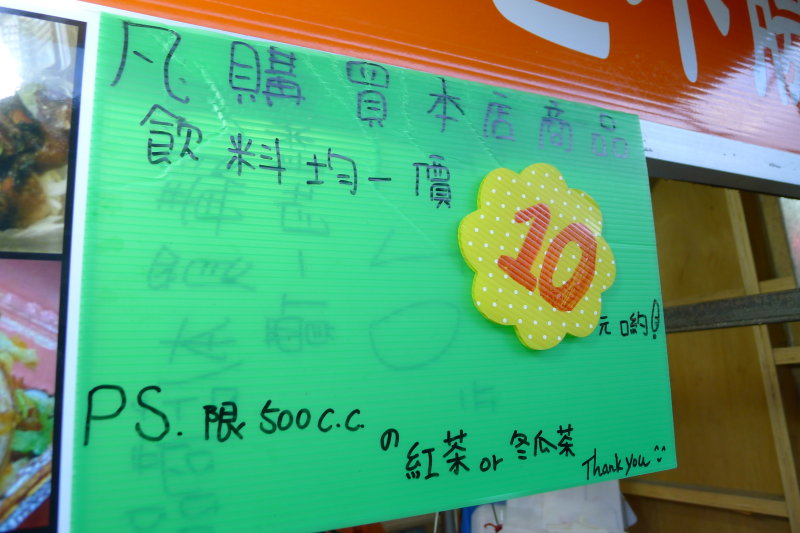 凡購買本店商品
飲料均一價
10
元喲!
PS. 限500c.c.
の紅茶 or 冬瓜茶
Thank you